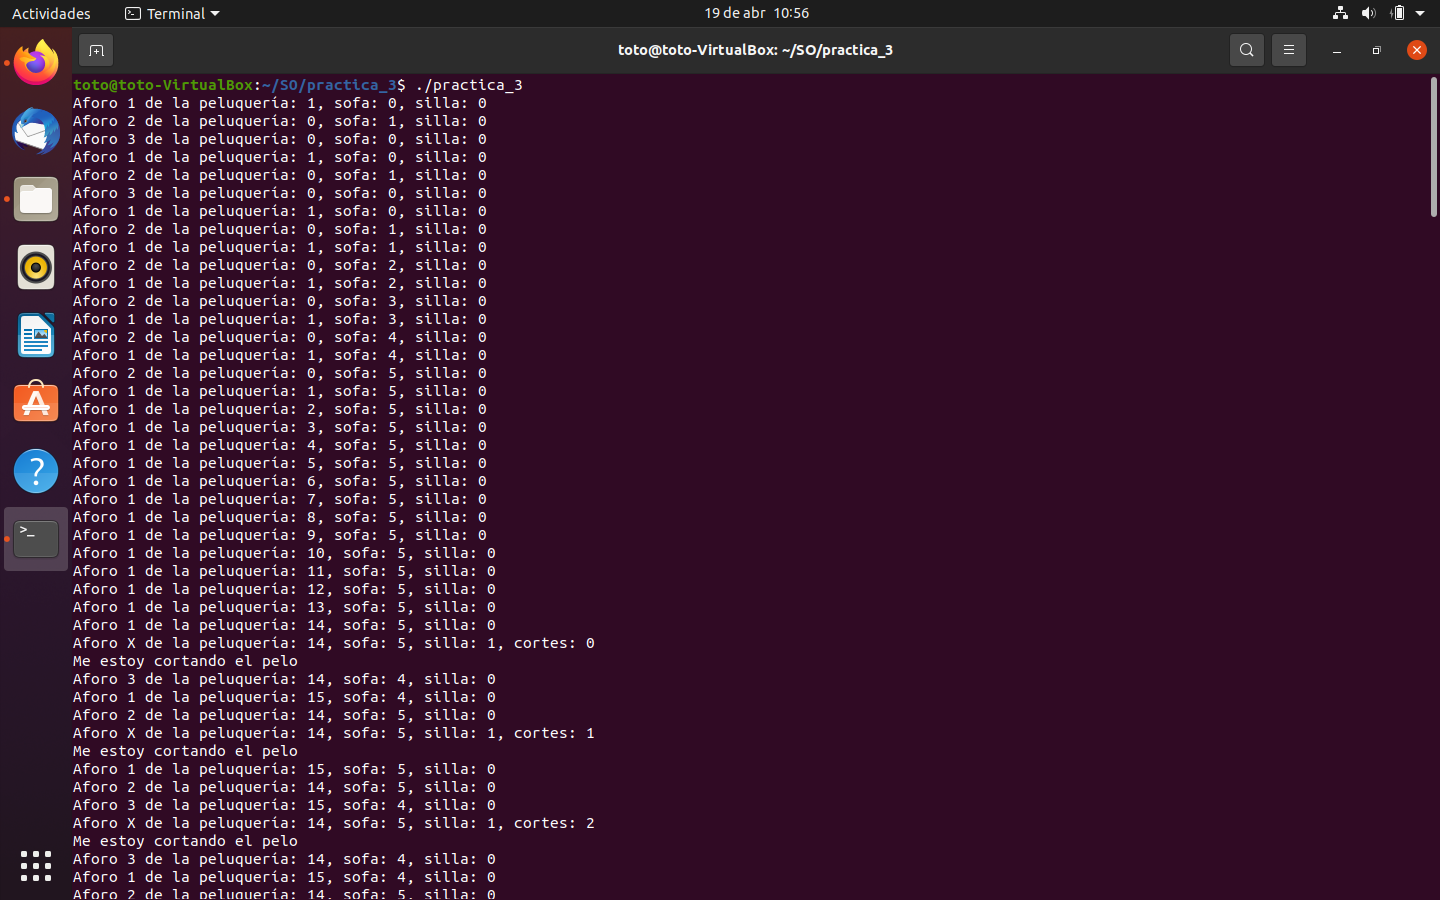 Actividades
Terminal
19 de abr 10:56
toto@toto-VirtualBox: ~/SO/practica_3
toto@toto-VirtualBox:~/SO/practica_3$ ./practica_3
Aforo 1 de la peluquería: 1, sofa: 0, silla: 0
Aforo 2 de la peluquería: 0, sofa: 1, silla: 0
Aforo 3 de la peluquería: 0, sofa: 0, silla: 0
Aforo 1 de la peluquería: 1, sofa: 0, silla: 0
Aforo 2 de la peluquería: 0, sofa: 1, silla: 0
Aforo 3 de la peluquería: 0, sofa: 0, silla: 0
Aforo 1 de la peluquería: 1, sofa: 0, silla: 0
Aforo 2 de la peluquería: 0, sofa: 1, silla: 0
Aforo 1 de la peluquería: 1, sofa: 1, silla: 0
Aforo 2 de la peluquería: 0, sofa: 2, silla: 0
Aforo 1 de la peluquería: 1, sofa: 2, silla: 0
Aforo 2 de la peluquería: 0, sofa: 3, silla: 0
Aforo 1 de la peluquería: 1, sofa: 3, silla: 0
Aforo 2 de la peluquería: 0, sofa: 4, silla: 0
Aforo 1 de la peluquería: 1, sofa: 4, silla: 0
Aforo 2 de la peluquería: 0, sofa: 5, silla: 0
Aforo 1 de la peluquería: 1, sofa: 5, silla: 0
Aforo 1 de la peluquería: 2, sofa: 5, silla: 0
Aforo 1 de la peluquería: 3, sofa: 5, silla: 0
Aforo 1 de la peluquería: 4, sofa: 5, silla: 0
Aforo 1 de la peluquería: 5, sofa: 5, silla: 0
Aforo 1 de la peluquería: 6, sofa: 5, silla: 0
Aforo 1 de la peluquería: 7, sofa: 5, silla: 0
Aforo 1 de la peluquería: 8, sofa: 5, silla: 0
Aforo 1 de la peluquería: 9, sofa: 5, silla: 0
Aforo 1 de la peluquería: 10, sofa: 5, silla: 0
Aforo 1 de la peluquería: 11, sofa: 5, silla: 0
Aforo 1 de la peluquería: 12, sofa: 5, silla: 0
Aforo 1 de la peluquería: 13, sofa: 5, silla: 0
Aforo 1 de la peluquería: 14, sofa: 5, silla: 0
Aforo X de la peluquería: 14, sofa: 5, silla: 1, cortes: 0
Me estoy cortando el pelo
Aforo 3 de la peluquería: 14, sofa: 4, silla: 0
Aforo 1 de la peluquería: 15, sofa: 4, silla: 0
Aforo 2 de la peluquería: 14, sofa: 5, silla: 0
Aforo X de la peluquería: 14, sofa: 5, silla: 1, cortes: 1
Me estoy cortando el pelo
Aforo 1 de la peluquería: 15, sofa: 5, silla: 0
Aforo 2 de la peluquería: 14, sofa: 5, silla: 0
Aforo 3 de la peluquería: 15, sofa: 4, silla: 0
Aforo X de la peluquería: 14, sofa: 5, silla: 1, cortes: 2
Me estoy cortando el pelo
Aforo 3 de la peluquería: 14, sofa: 4, silla: 0
Aforo 1 de la peluquería: 15, sofa: 4, silla: 0
Aforo 2 de la peluquería: 14, sofa: 5, silla: 0